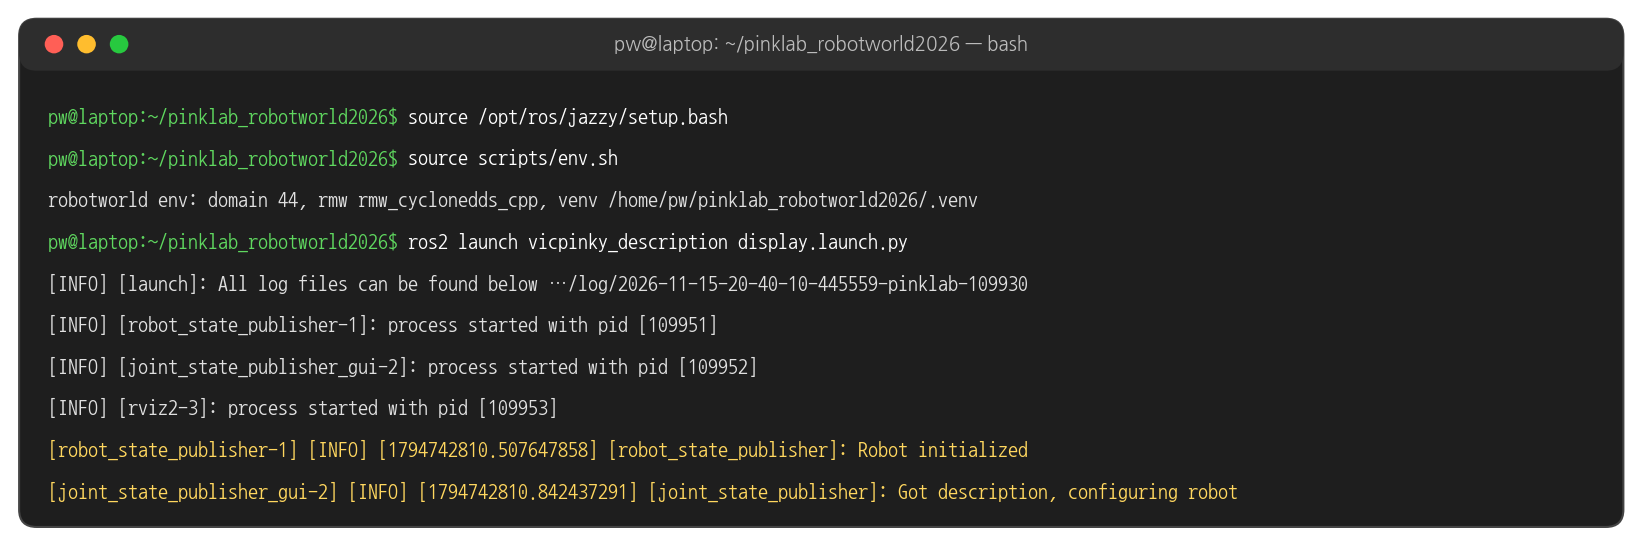 pw@laptop: ~/pinklab_robotworld2026 — bash
pw@laptop:~/pinklab_robotworld2026$ source /opt/ros/jazzy/setup.bash
pw@laptop:~/pinklab_robotworld2026$ source scripts/env.sh
robotworld env: domain 44, rmw rmw_cyclonedds_cpp, venv /home/pw/pinklab_robotworld2026/.venv
pw@laptop:~/pinklab_robotworld2026$ ros2 launch vicpinky_description display.launch.py
[INFO] [launch]: All log files can be found below …/log/2026-11-15-20-40-10-445559-pinklab-109930
[INFO] [robot_state_publisher-1]: process started with pid [109951]
[INFO] [joint_state_publisher_gui-2]: process started with pid [109952]
[INFO] [rviz2-3]: process started with pid [109953]
[robot_state_publisher-1] [INFO] [1794742810.507647858] [robot_state_publisher]: Robot initialized
[joint_state_publisher_gui-2] [INFO] [1794742810.842437291] [joint_state_publisher]: Got description, configuring robot